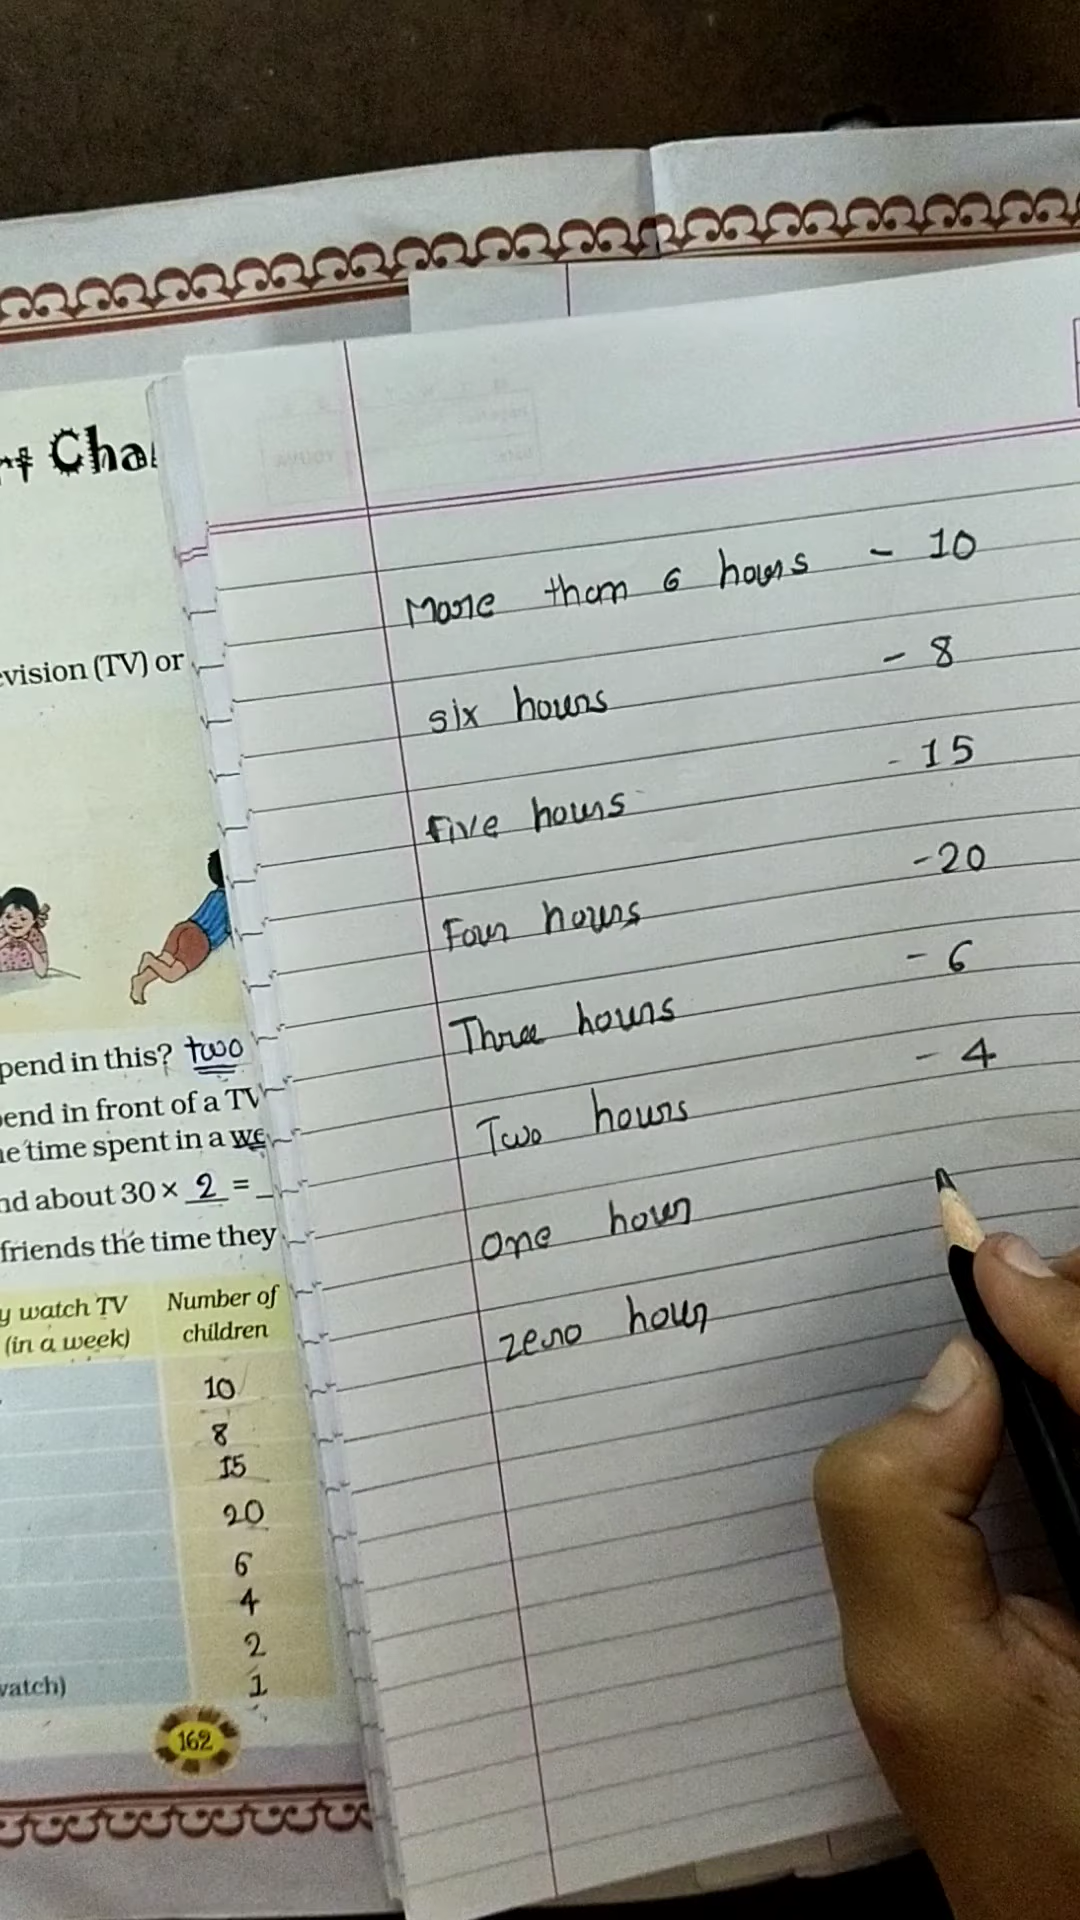 Cha
vision (TV) or
pend in this? two
end in front of a TV
e time spent in a we
nd about 30 × 2 =
friends the time they
y watch TV
(in a week)
Number of
children
10
8
15
20
6
4
2
1
watch)
162
More than 6 hours - 10
six hours - 8
Five hours - 15
Four hours - 20
Three hours - 6
Two hours - 4
one hour
zero hour